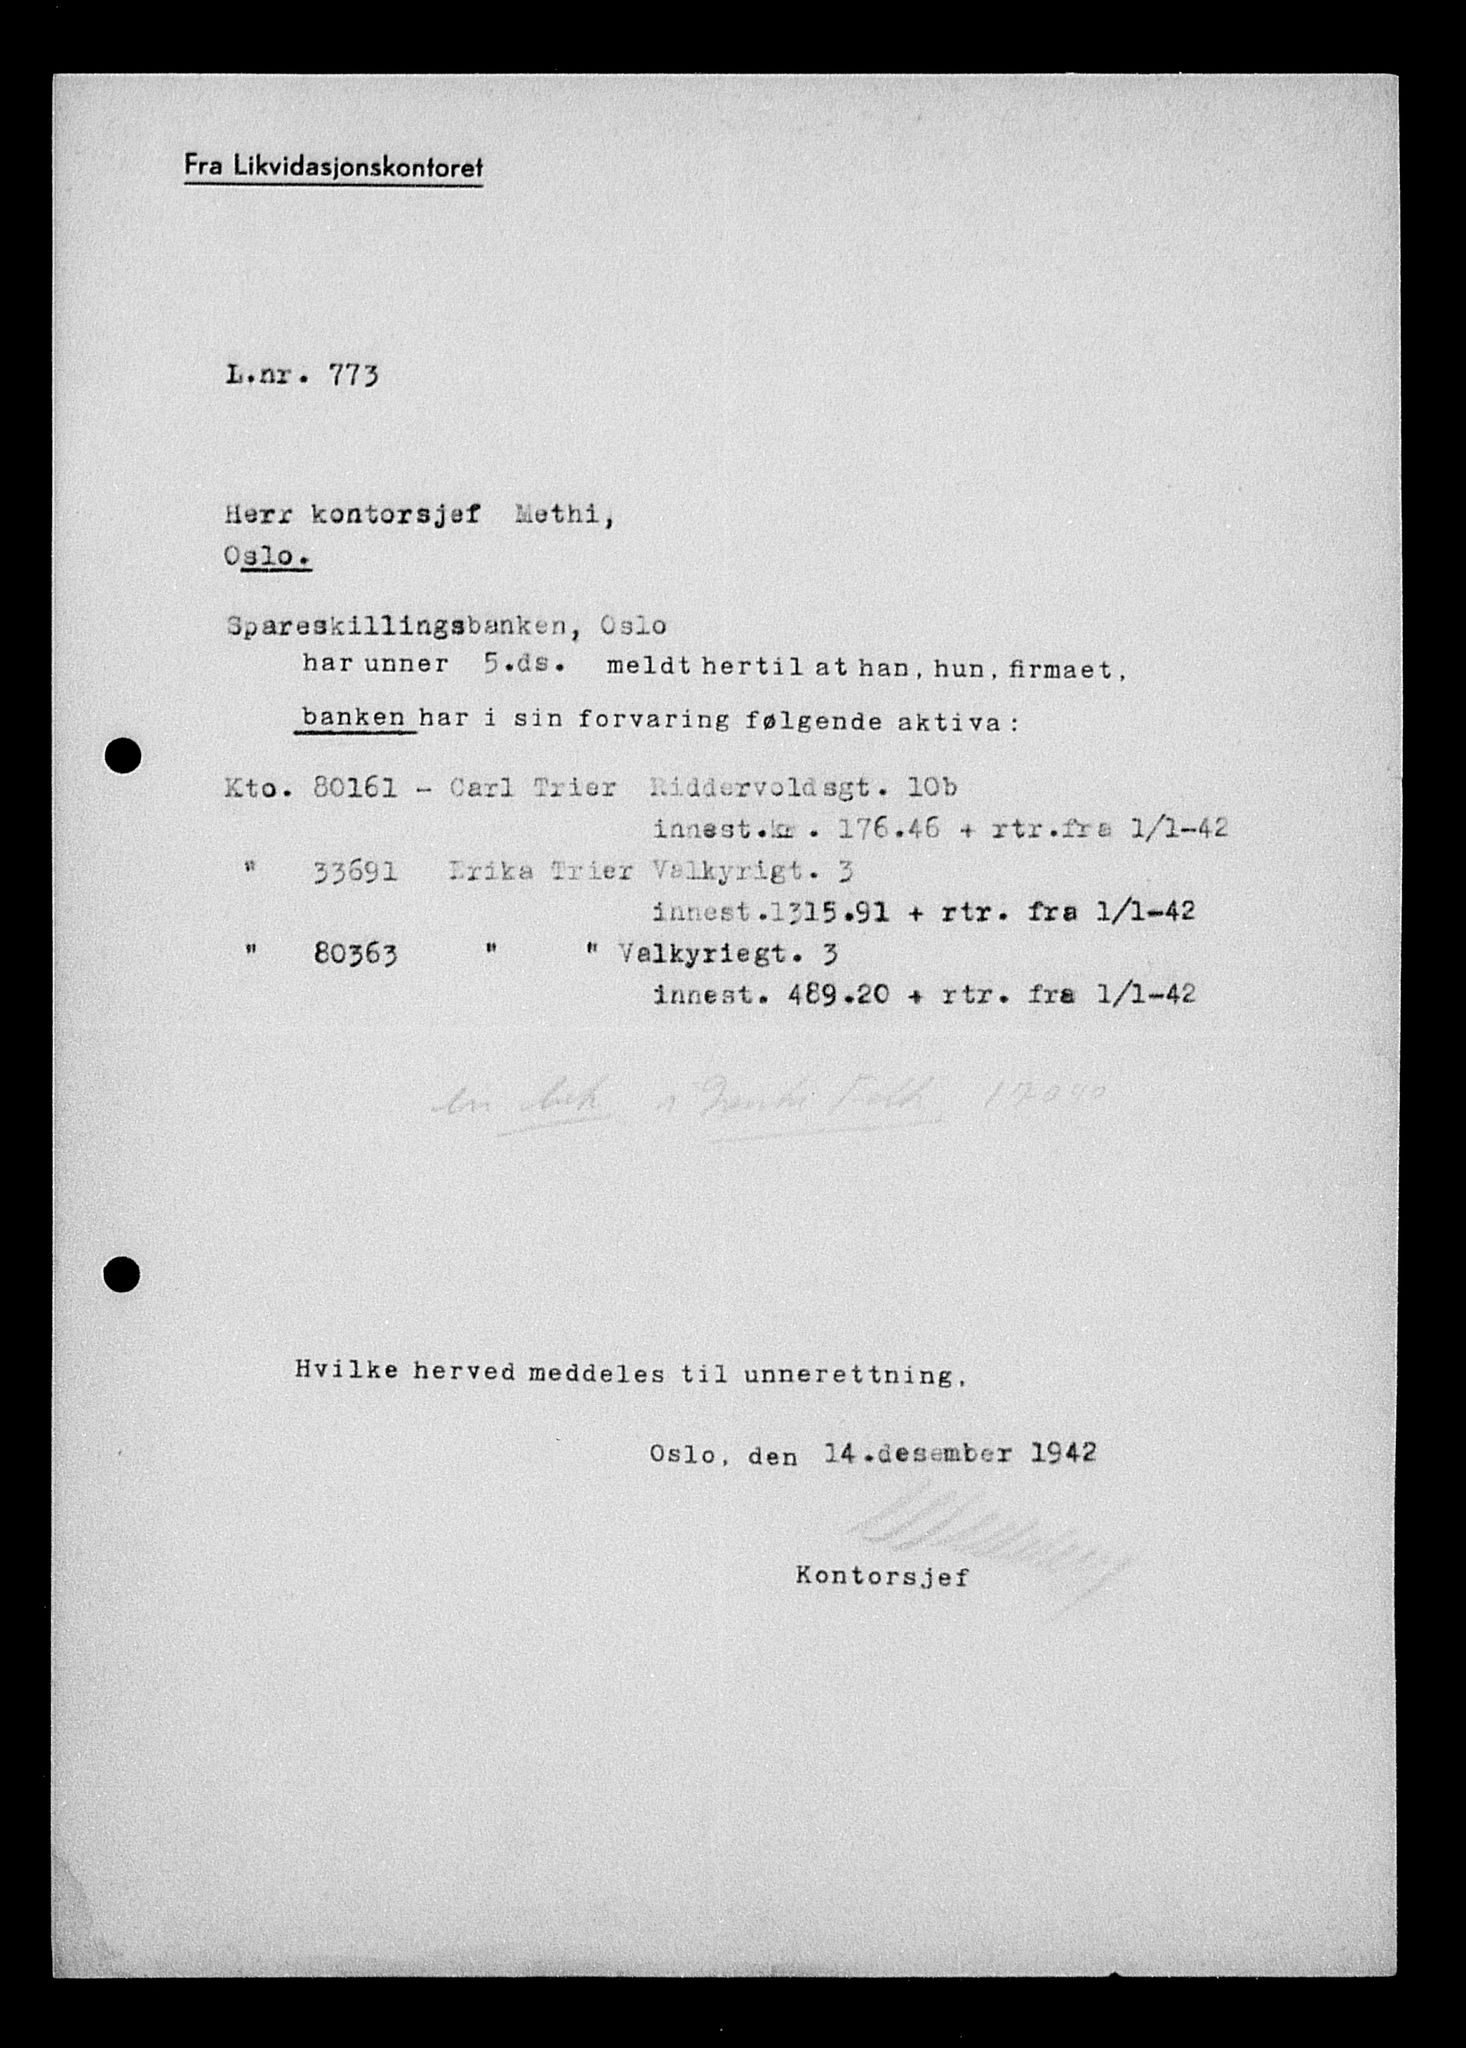 Fra Likvidasjonskontoret
L.nr. 773
Herr kontorsjef Methi,
Oslo.
Spareskillingsbanken, Oslo
har unner 5.ds. meldt hertil at han, hun, firmaet,
banken har i sin forvaring følgende aktiva:
Kto. 80161 - Carl Trier Riddervoldsgt. 10b
innest.kr. 176.46 + rtr.fra 1/1-42
" 33691 Erika Trier Valkyrigt. 3
innest.1315.91 + rtr. fra 1/1-42
" 80363 " " Valkyriegt. 3
innest. 489.20 + rtr. fra 1/1-42
Hvilke herved meddeles til unnerettning.
Oslo, den 14.desember 1942
Kontorsjef